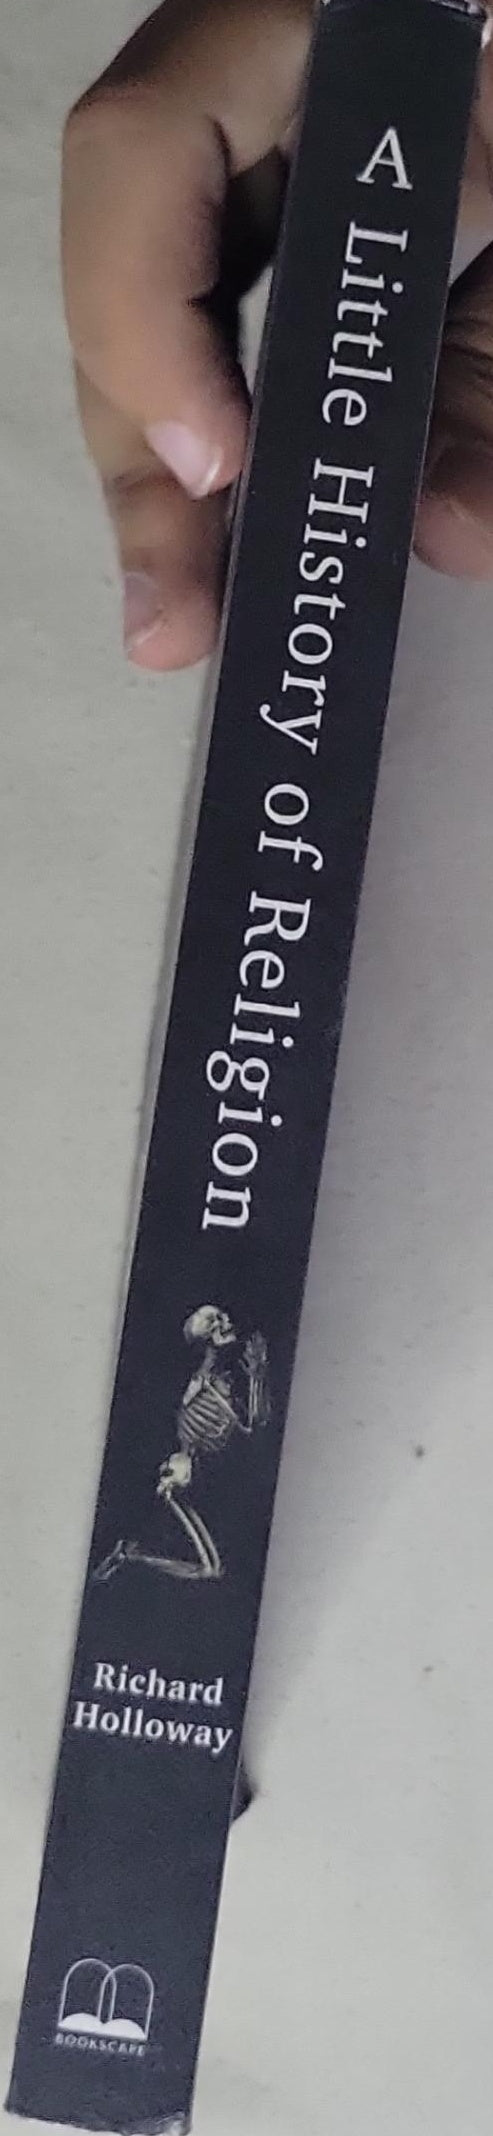 A Little History of Religion
Richard
Holloway
BOOKSCAPE